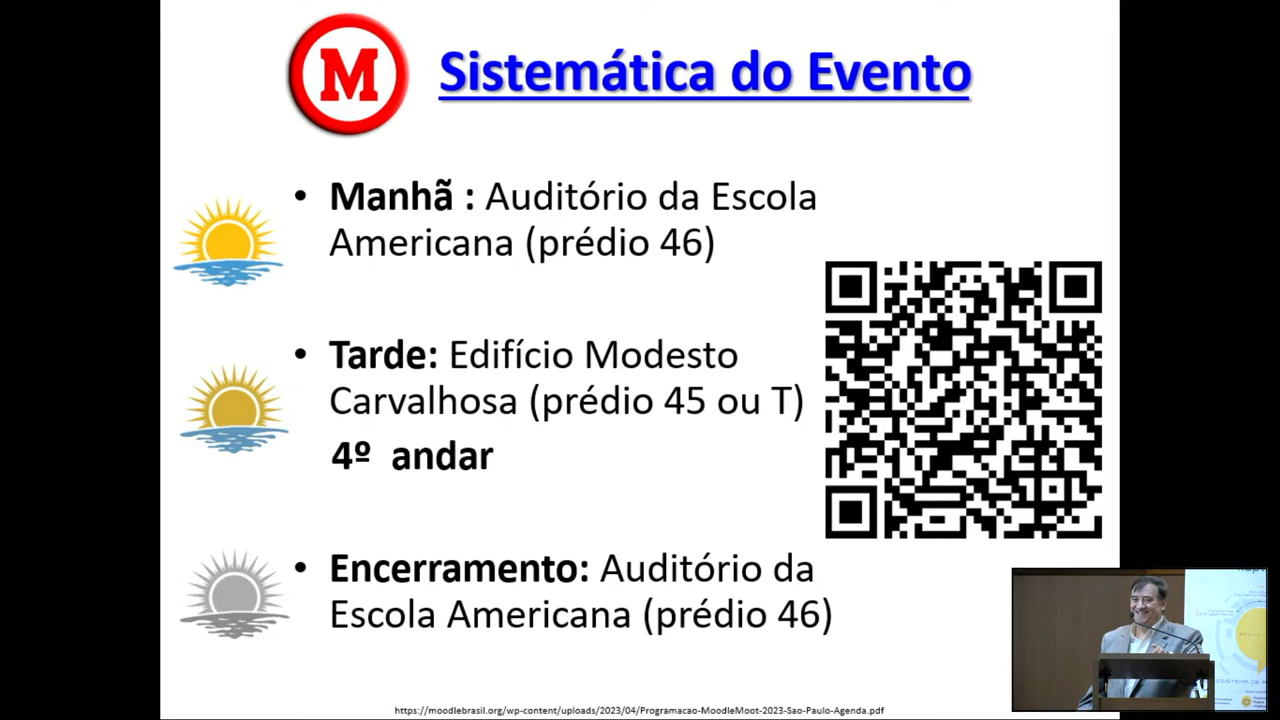 M
Sistemática do Evento
• Manhã : Auditório da Escola
Americana (prédio 46)
• Tarde: Edifício Modesto
Carvalhosa (prédio 45 ou T)
4º andar
• Encerramento: Auditório da
Escola Americana (prédio 46)
https://moodlebrasil.org/wp-content/uploads/2023/04/Programacao-MoodleMoot-2023-Sao-Paulo-Agenda.pdf